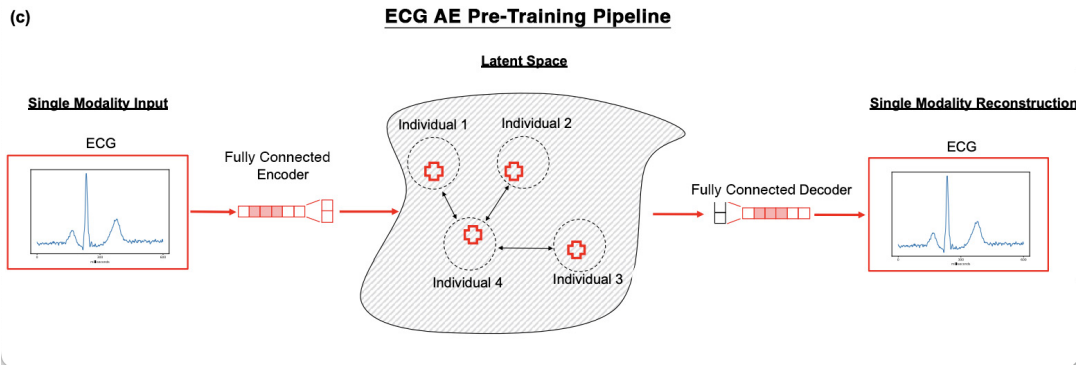 (c)
ECG AE Pre-Training Pipeline
Latent Space
Single Modality Input
Single Modality Reconstruction
ECG
ECG
Fully Connected
Encoder
Fully Connected Decoder
Individual 1
Individual 2
Individual 4
Individual 3